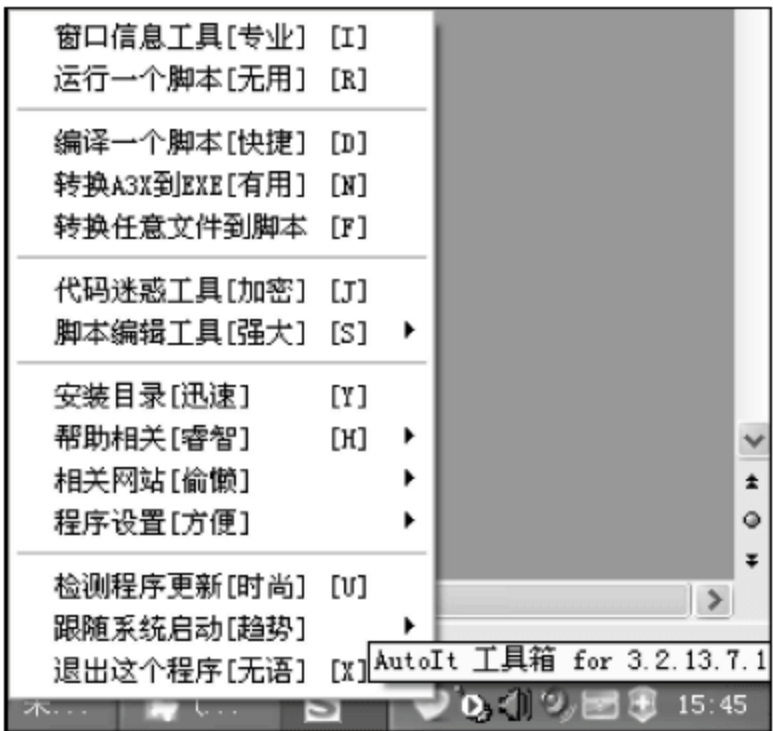 窗口信息工具[专业] [I]
运行一个脚本[无用] [R]
编译一个脚本[快捷] [D]
转换A3X到EXE[有用] [N]
转换任意文件到脚本 [F]
代码迷惑工具[加密] [J]
脚本编辑工具[强大] [S]
安装目录[迅速] [Y]
帮助相关[睿智] [H]
相关网站[偷懒]
程序设置[方便]
检测程序更新[时尚] [U]
跟随系统启动[趋势]
退出这个程序[无语] [X]
AutoIt 工具箱 for 3.2.13.7.1
15:45